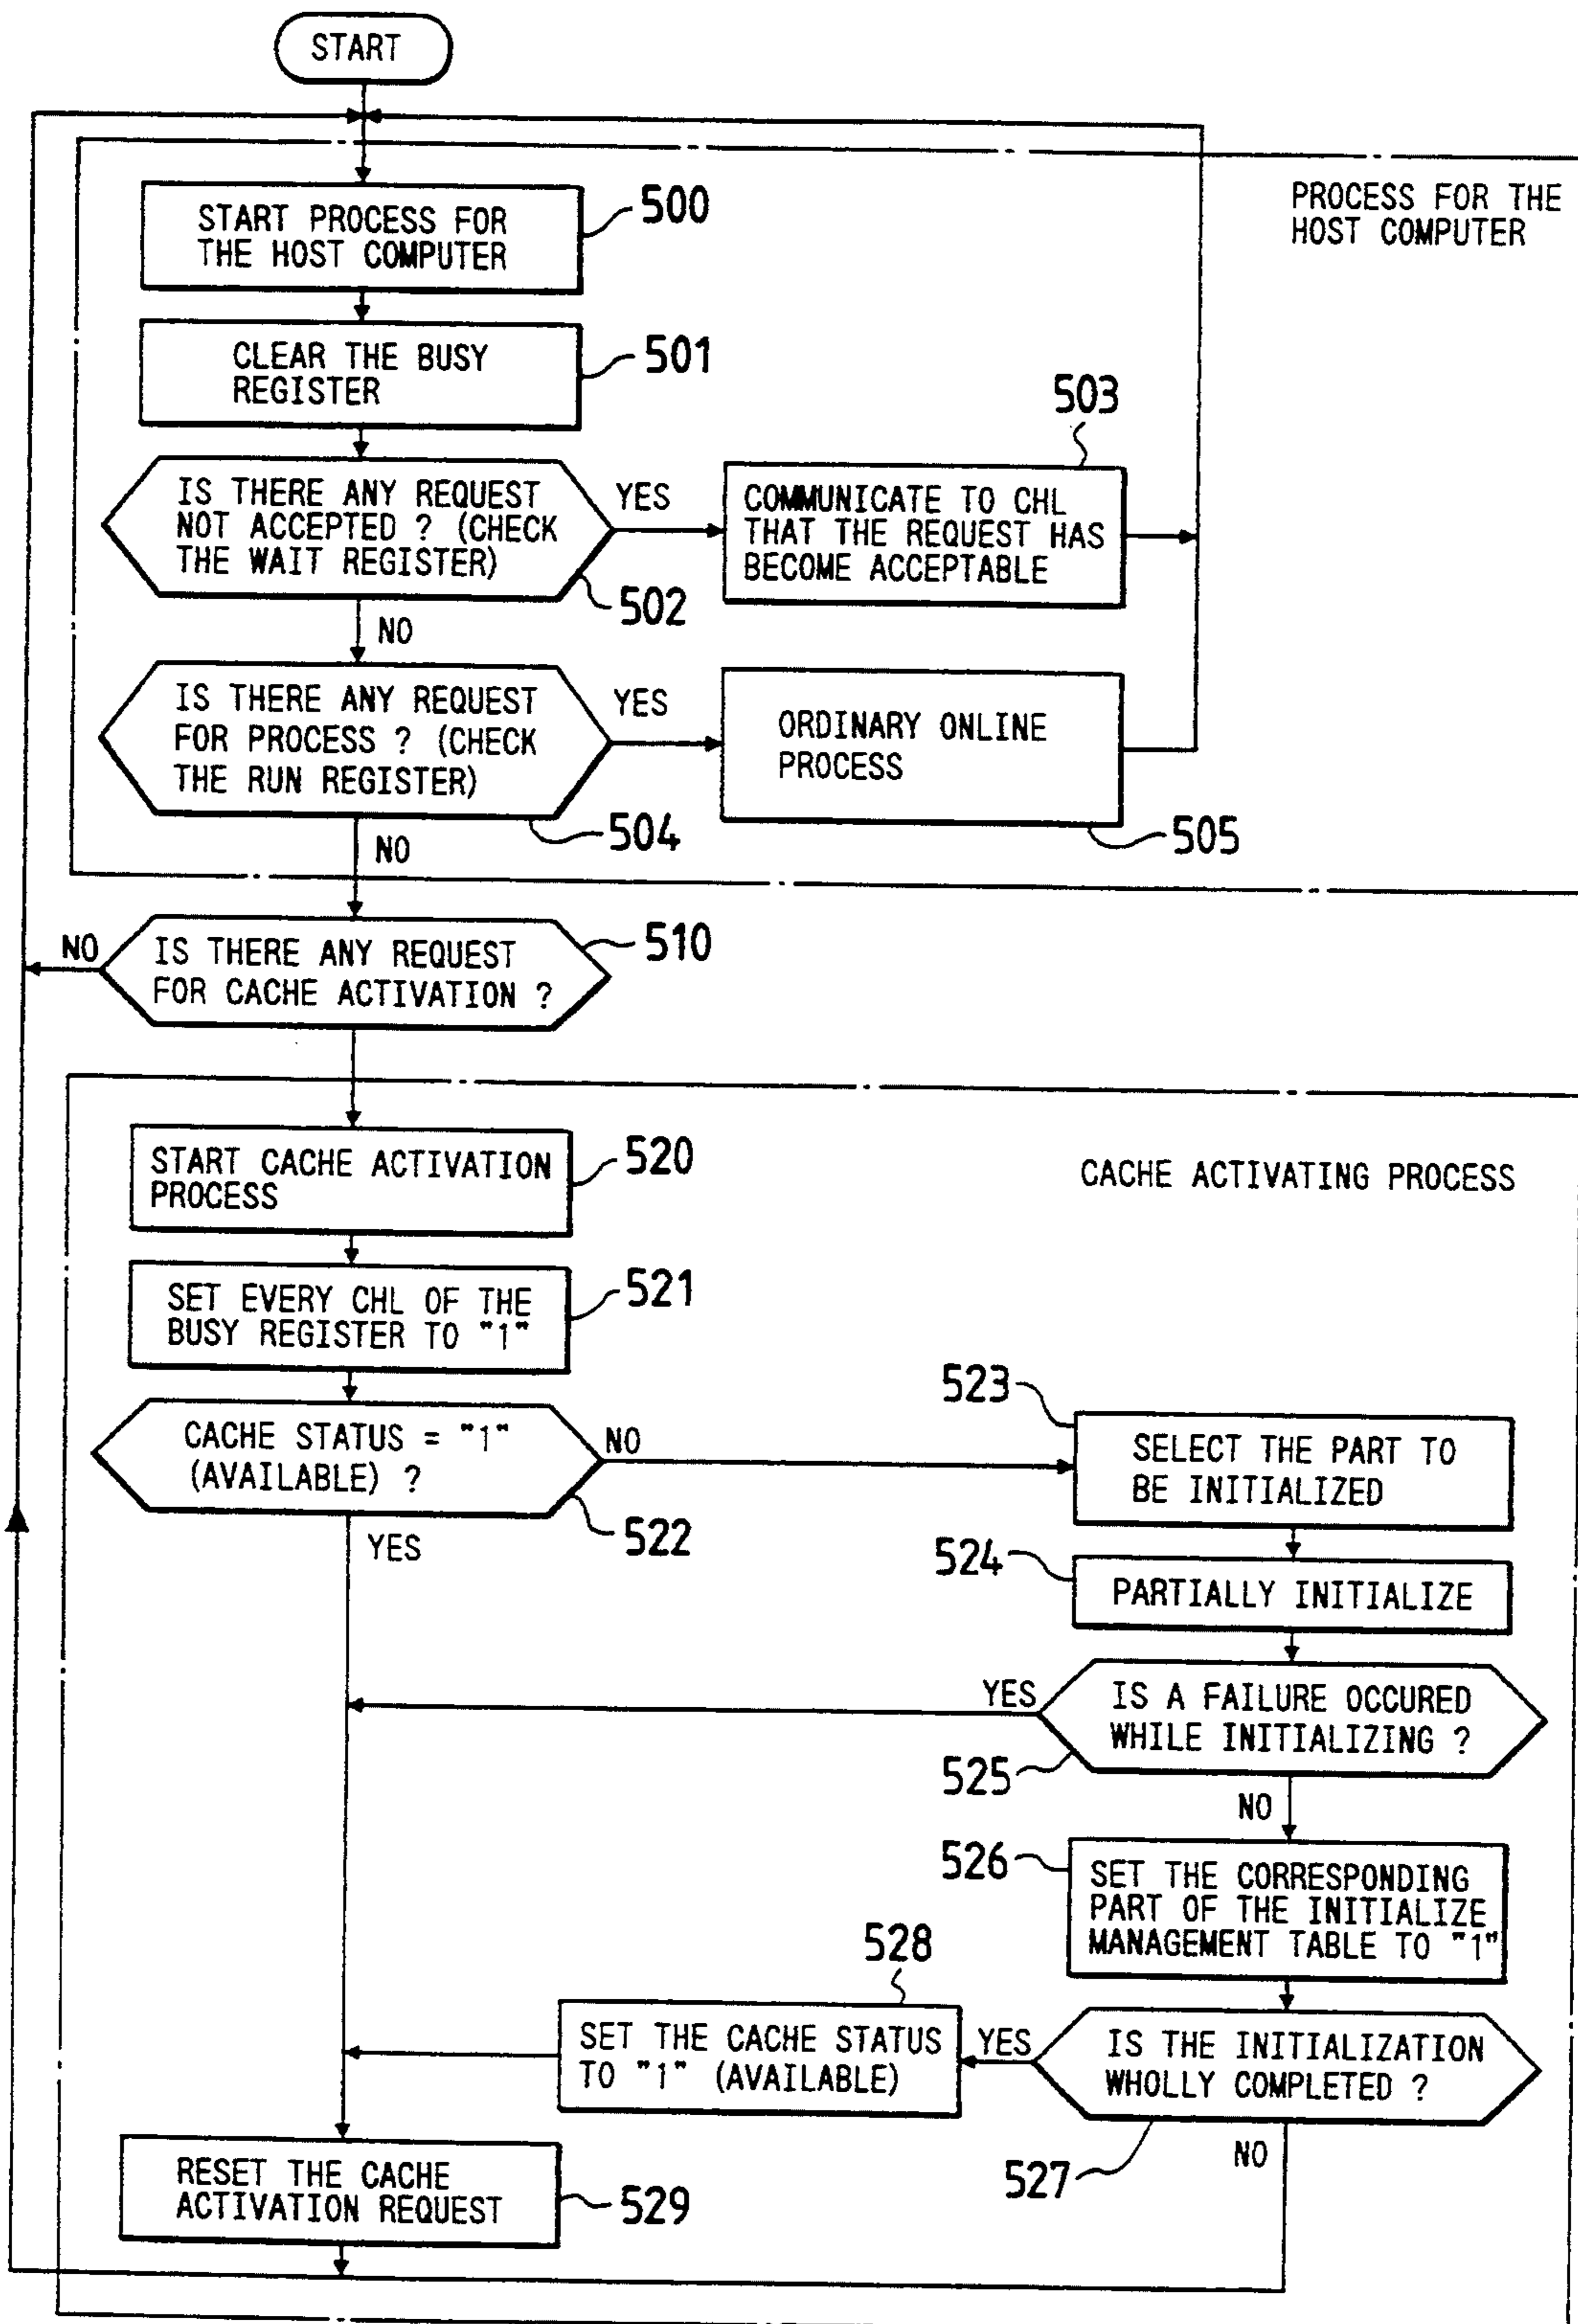 START
PROCESS FOR THE
HOST COMPUTER
START PROCESS FOR
THE HOST COMPUTER
500
CLEAR THE BUSY
REGISTER
501
IS THERE ANY REQUEST
NOT ACCEPTED ? (CHECK
THE WAIT REGISTER)
502
YES
503
COMMUNICATE TO CHL
THAT THE REQUEST HAS
BECOME ACCEPTABLE
NO
IS THERE ANY REQUEST
FOR PROCESS ? (CHECK
THE RUN REGISTER)
504
YES
ORDINARY ONLINE
PROCESS
505
NO
NO
IS THERE ANY REQUEST
FOR CACHE ACTIVATION ?
510
CACHE ACTIVATING PROCESS
START CACHE ACTIVATION
PROCESS
520
SET EVERY CHL OF THE
BUSY REGISTER TO "1"
521
CACHE STATUS = "1"
(AVAILABLE) ?
522
NO
YES
523
SELECT THE PART TO
BE INITIALIZED
524
PARTIALLY INITIALIZE
YES
IS A FAILURE OCCURED
WHILE INITIALIZING ?
525
NO
526
SET THE CORRESPONDING
PART OF THE INITIALIZE
MANAGEMENT TABLE TO "1"
528
SET THE CACHE STATUS
TO "1" (AVAILABLE)
YES
IS THE INITIALIZATION
WHOLLY COMPLETED ?
527
NO
RESET THE CACHE
ACTIVATION REQUEST
529